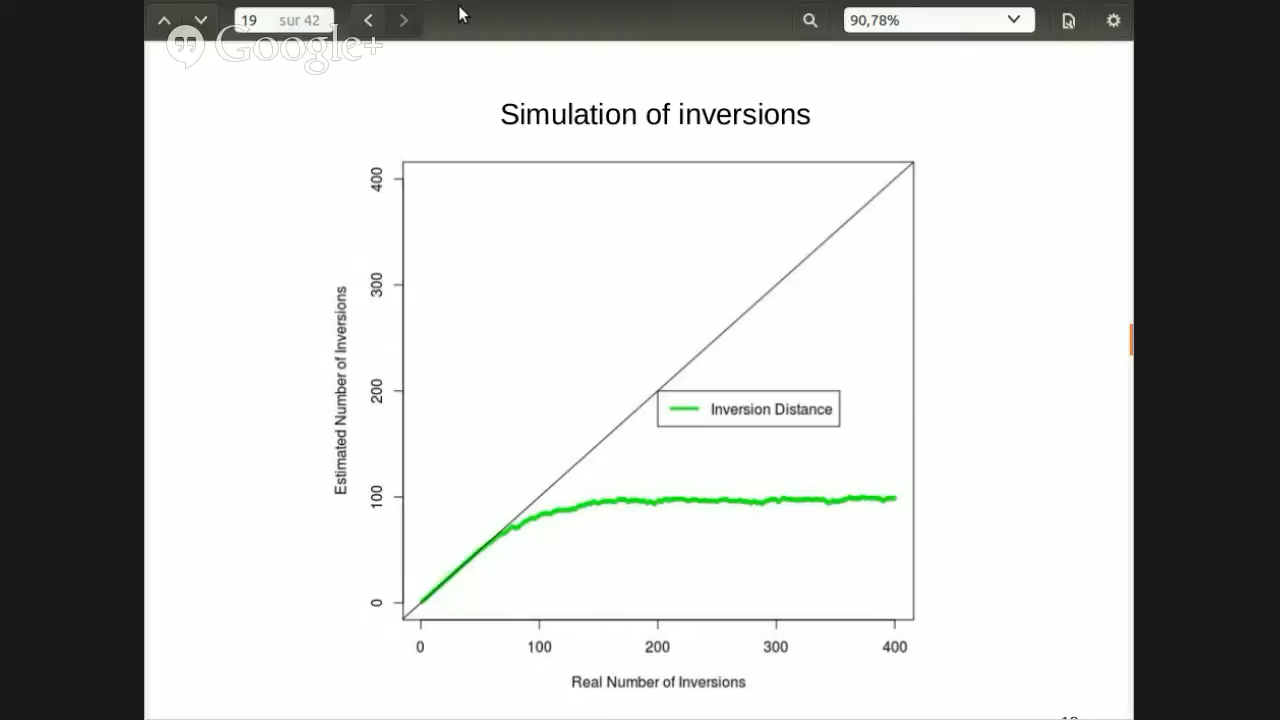 19 sur 42
90,78%
Google+
Simulation of inversions
400
300
200
100
0
Estimated Number of Inversions
Inversion Distance
0 100 200 300 400
Real Number of Inversions